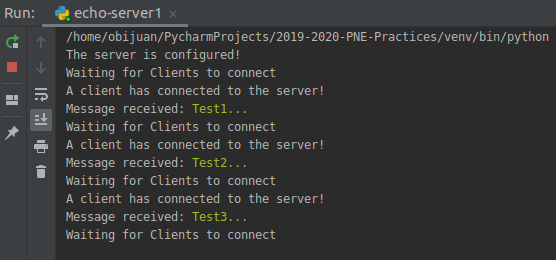 Run: echo-server1
/home/obijuan/PycharmProjects/2019-2020-PNE-Practices/venv/bin/python
The server is configured!
Waiting for Clients to connect
A client has connected to the server!
Message received: Test1...
Waiting for Clients to connect
A client has connected to the server!
Message received: Test2...
Waiting for Clients to connect
A client has connected to the server!
Message received: Test3...
Waiting for Clients to connect